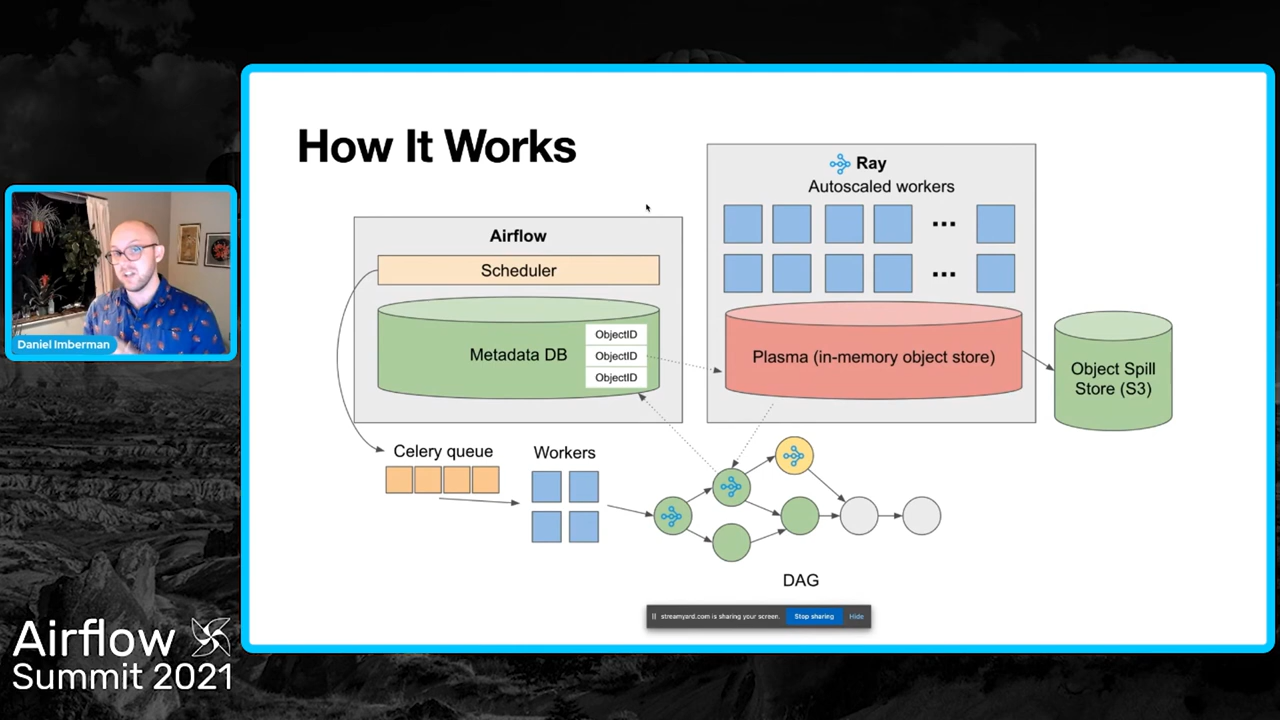 How It Works
Ray
Autoscaled workers
...
...
Airflow
Scheduler
Metadata DB
ObjectID
ObjectID
ObjectID
Plasma (in-memory object store)
Object Spill
Store (S3)
Daniel Imberman
Celery queue
Workers
DAG
streamyard.com is sharing your screen.
Stop sharing
Hide
Airflow
Summit 2021